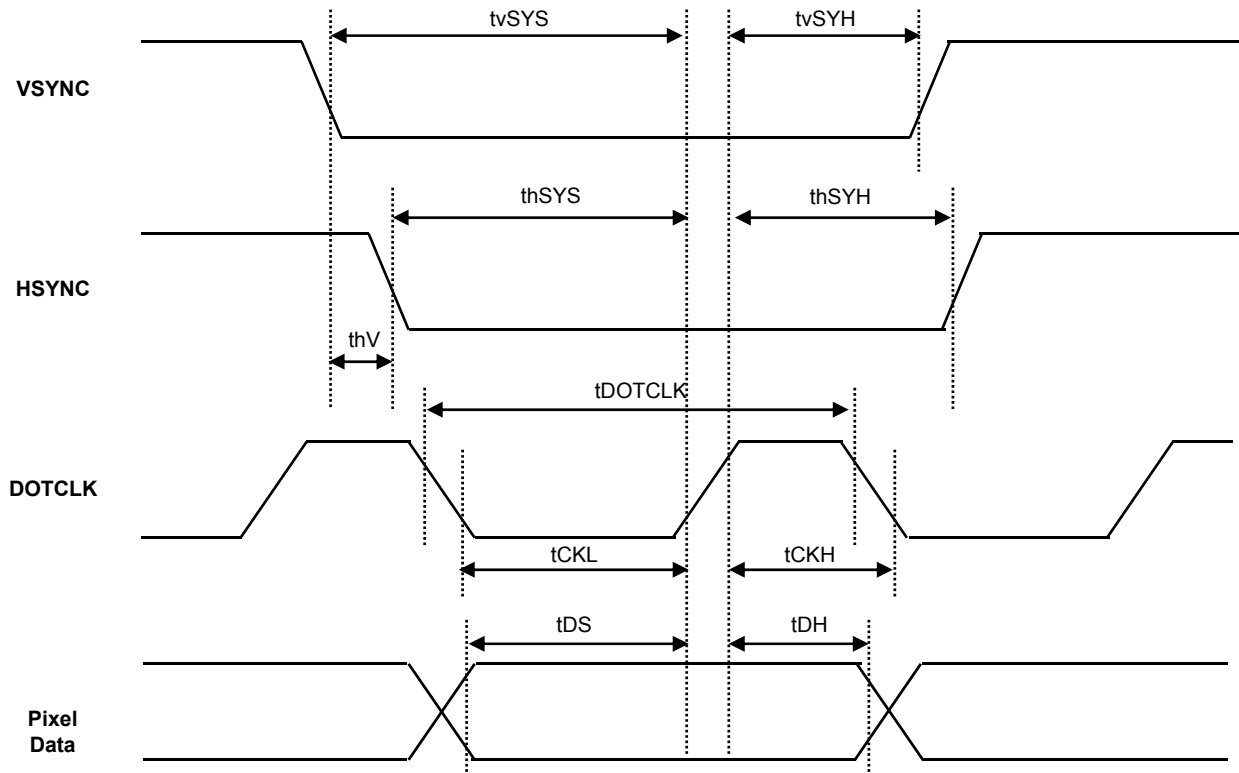 tvSYS
tvSYH
VSYNC
thSYS
thSYH
HSYNC
thV
tDOTCLK
DOTCLK
tCKL
tCKH
tDS
tDH
Pixel
Data